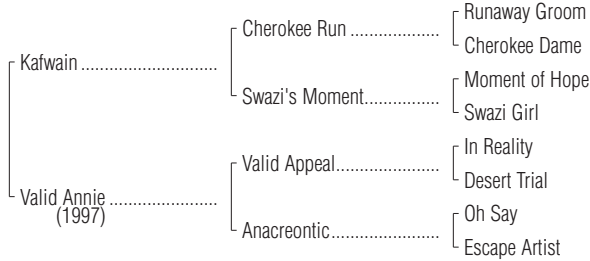 Runaway Groom
Cherokee Run ..................
Cherokee Dame
Kafwain ...........................
Moment of Hope
Swazi's Moment...............
Swazi Girl
In Reality
Valid Appeal.....................
Desert Trial
Valid Annie .....................
(1997)
Oh Say
Anacreontic......................
Escape Artist